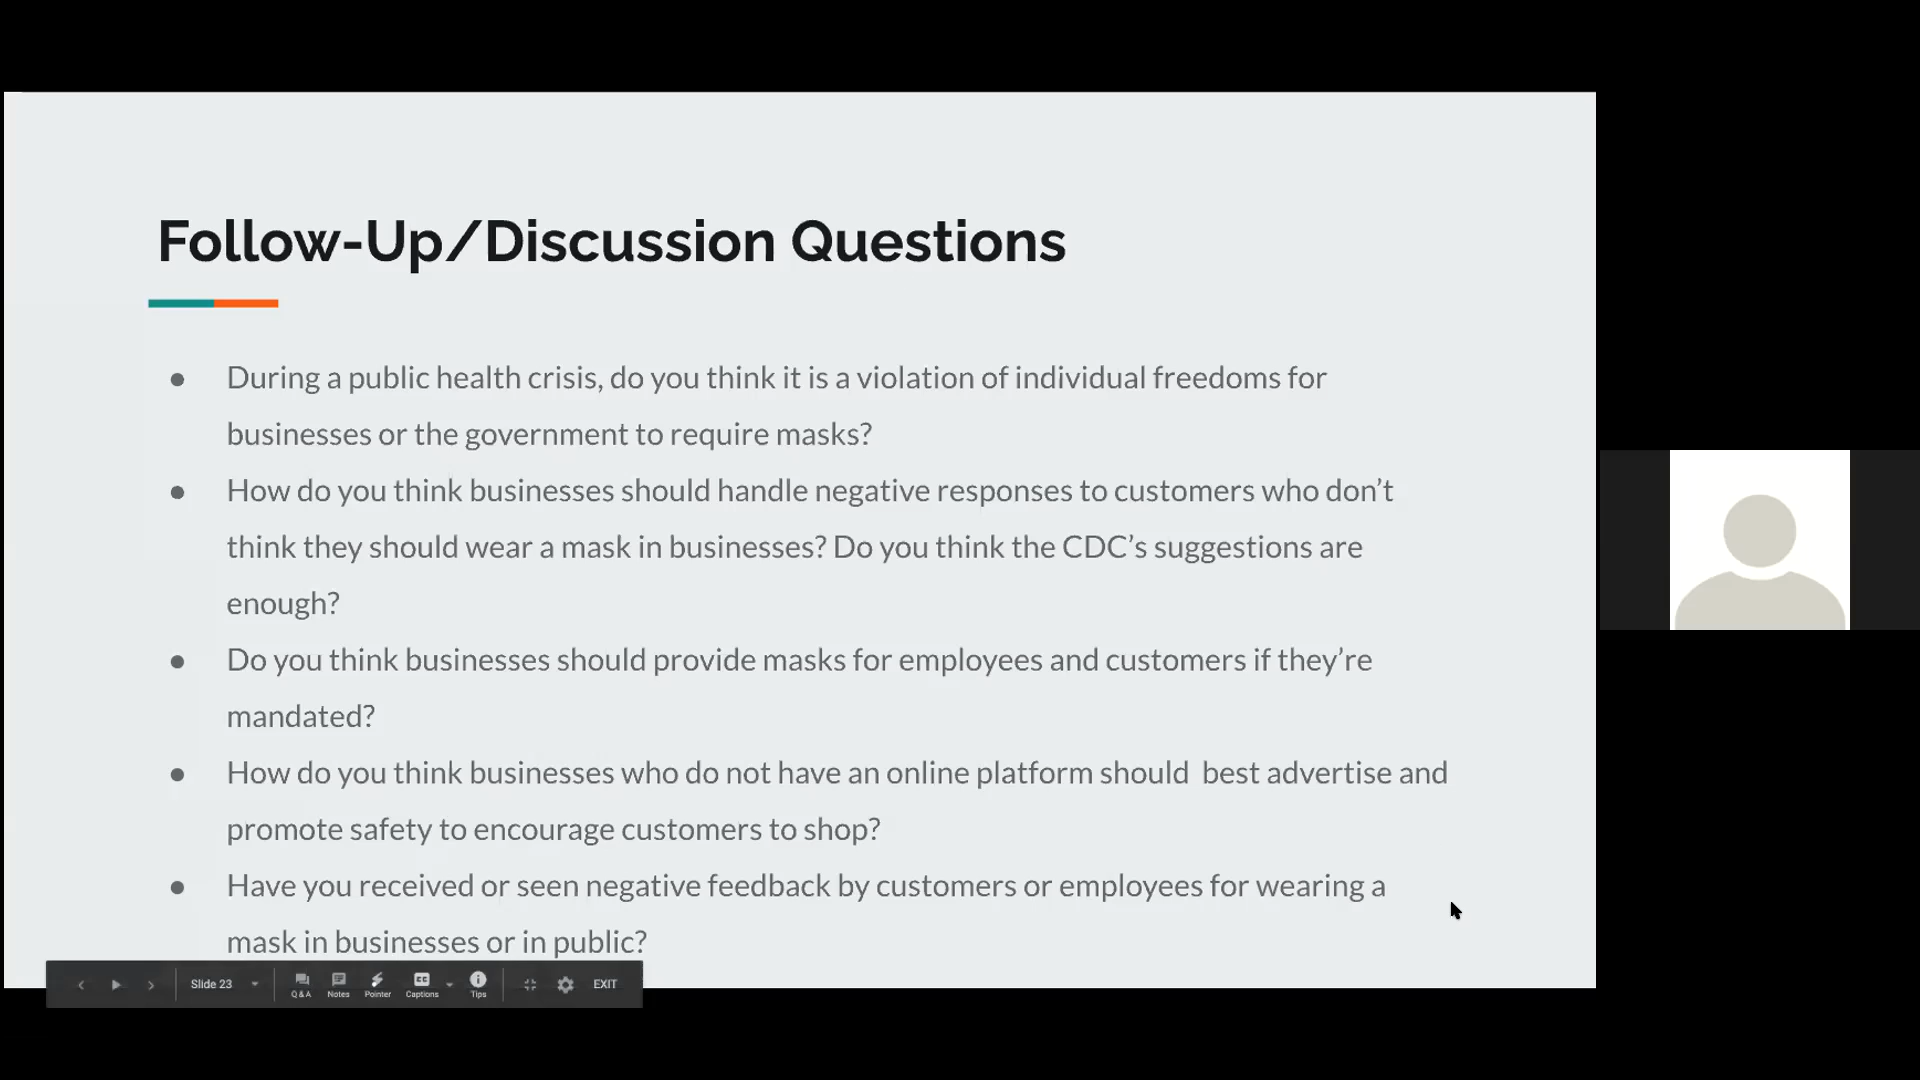 Follow-Up/Discussion Questions
● During a public health crisis, do you think it is a violation of individual freedoms for
businesses or the government to require masks?
● How do you think businesses should handle negative responses to customers who don’t
think they should wear a mask in businesses? Do you think the CDC’s suggestions are
enough?
● Do you think businesses should provide masks for employees and customers if they’re
mandated?
● How do you think businesses who do not have an online platform should  best advertise and
promote safety to encourage customers to shop?
● Have you received or seen negative feedback by customers or employees for wearing a
mask in businesses or in public?
Slide 23 Q & A Notes Pointer CC Captions Tips EXIT